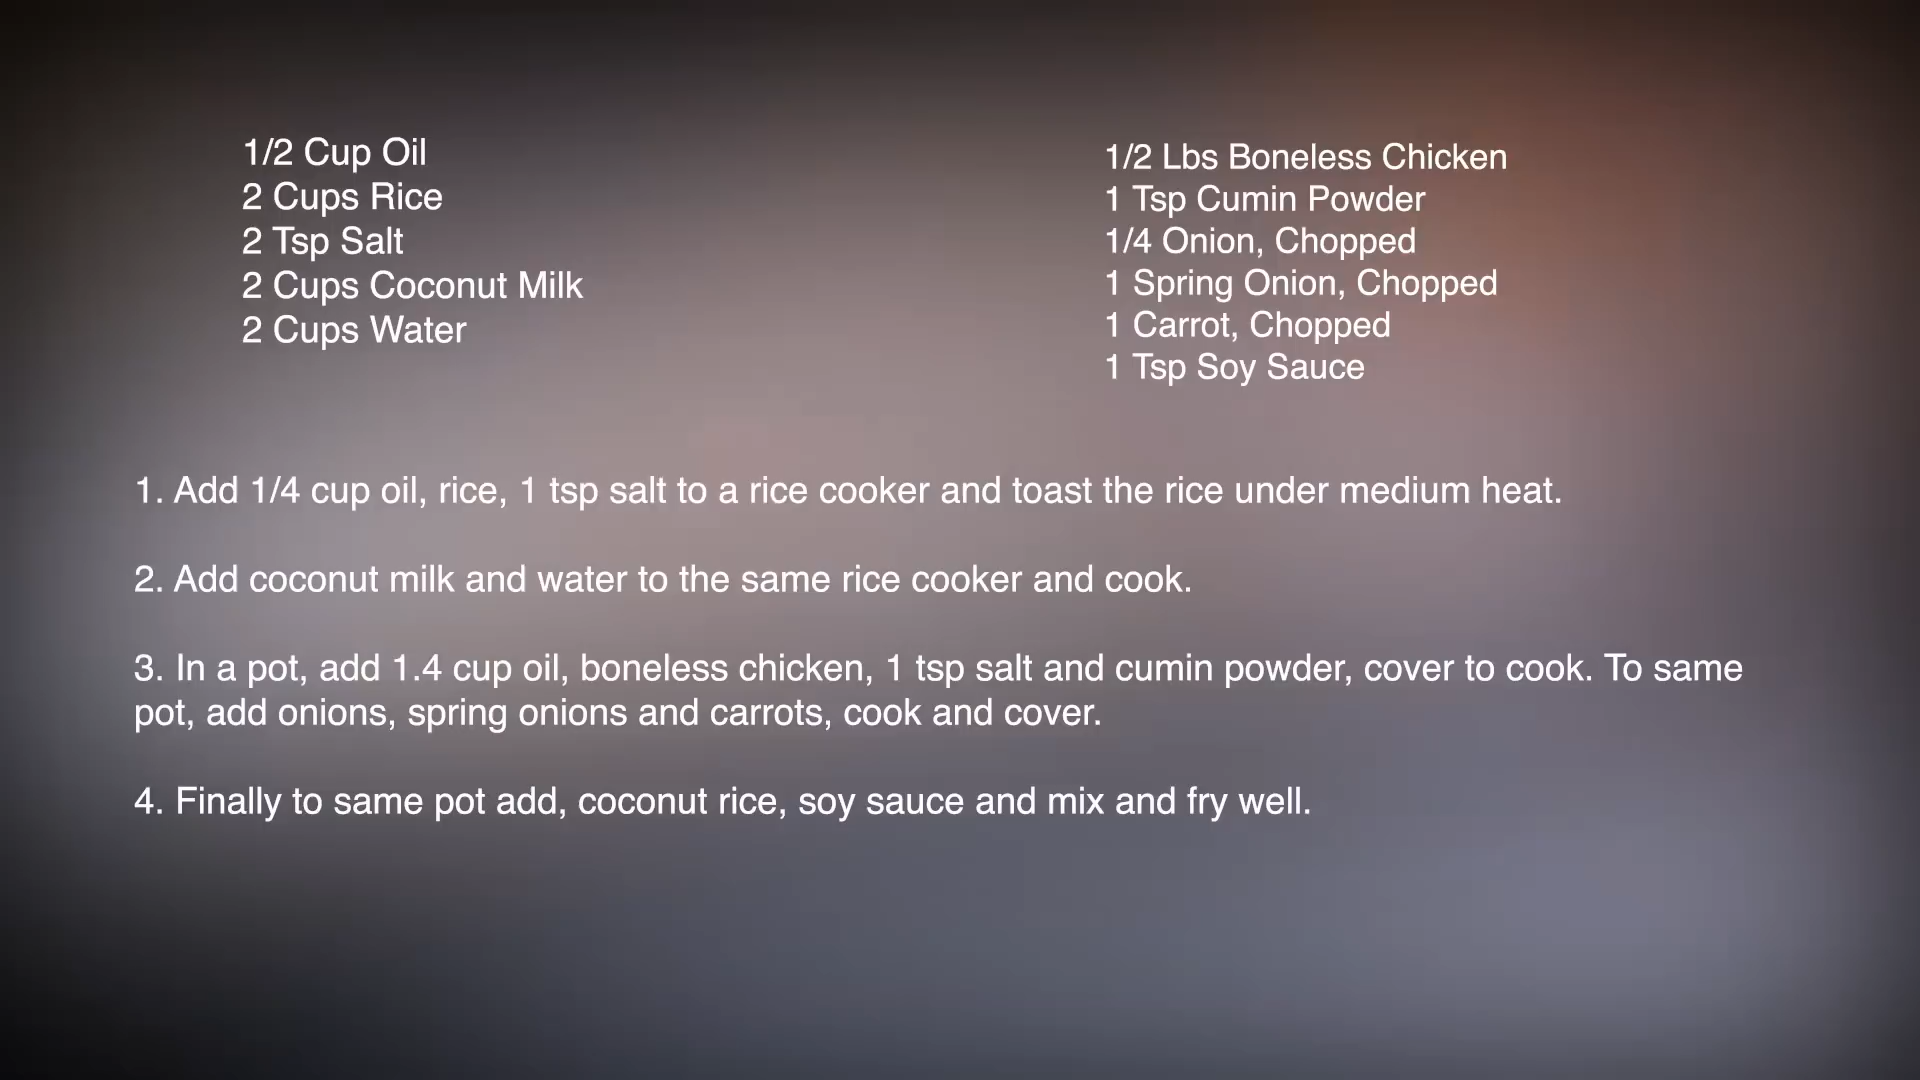 1/2 Cup Oil
2 Cups Rice
2 Tsp Salt
2 Cups Coconut Milk
2 Cups Water
1/2 Lbs Boneless Chicken
1 Tsp Cumin Powder
1/4 Onion, Chopped
1 Spring Onion, Chopped
1 Carrot, Chopped
1 Tsp Soy Sauce
1. Add 1/4 cup oil, rice, 1 tsp salt to a rice cooker and toast the rice under medium heat.
2. Add coconut milk and water to the same rice cooker and cook.
3. In a pot, add 1.4 cup oil, boneless chicken, 1 tsp salt and cumin powder, cover to cook. To same
pot, add onions, spring onions and carrots, cook and cover.
4. Finally to same pot add, coconut rice, soy sauce and mix and fry well.